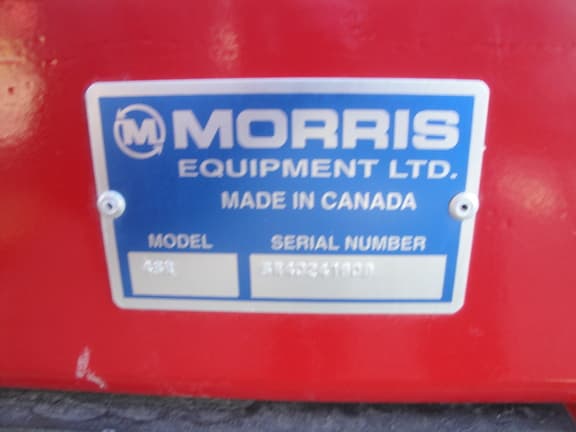 M MORRIS
EQUIPMENT LTD.
MADE IN CANADA
MODEL SERIAL NUMBER